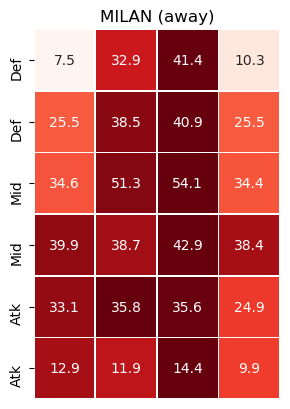 MILAN (away)
Def 7.5 32.9 41.4 10.3
Def 25.5 38.5 40.9 25.5
Mid 34.6 51.3 54.1 34.4
Mid 39.9 38.7 42.9 38.4
Atk 33.1 35.8 35.6 24.9
Atk 12.9 11.9 14.4 9.9